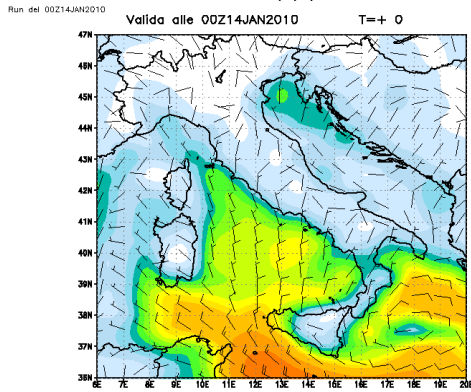 Run del 00Z14JAN2010
Valida alle 00Z14JAN2010 T=+ 0
47N
46N
45N
44N
43N
42N
41N
40N
39N
38N
37N
36N
6E 7E 8E 9E 10E 11E 12E 13E 14E 15E 16E 17E 18E 19E 20E